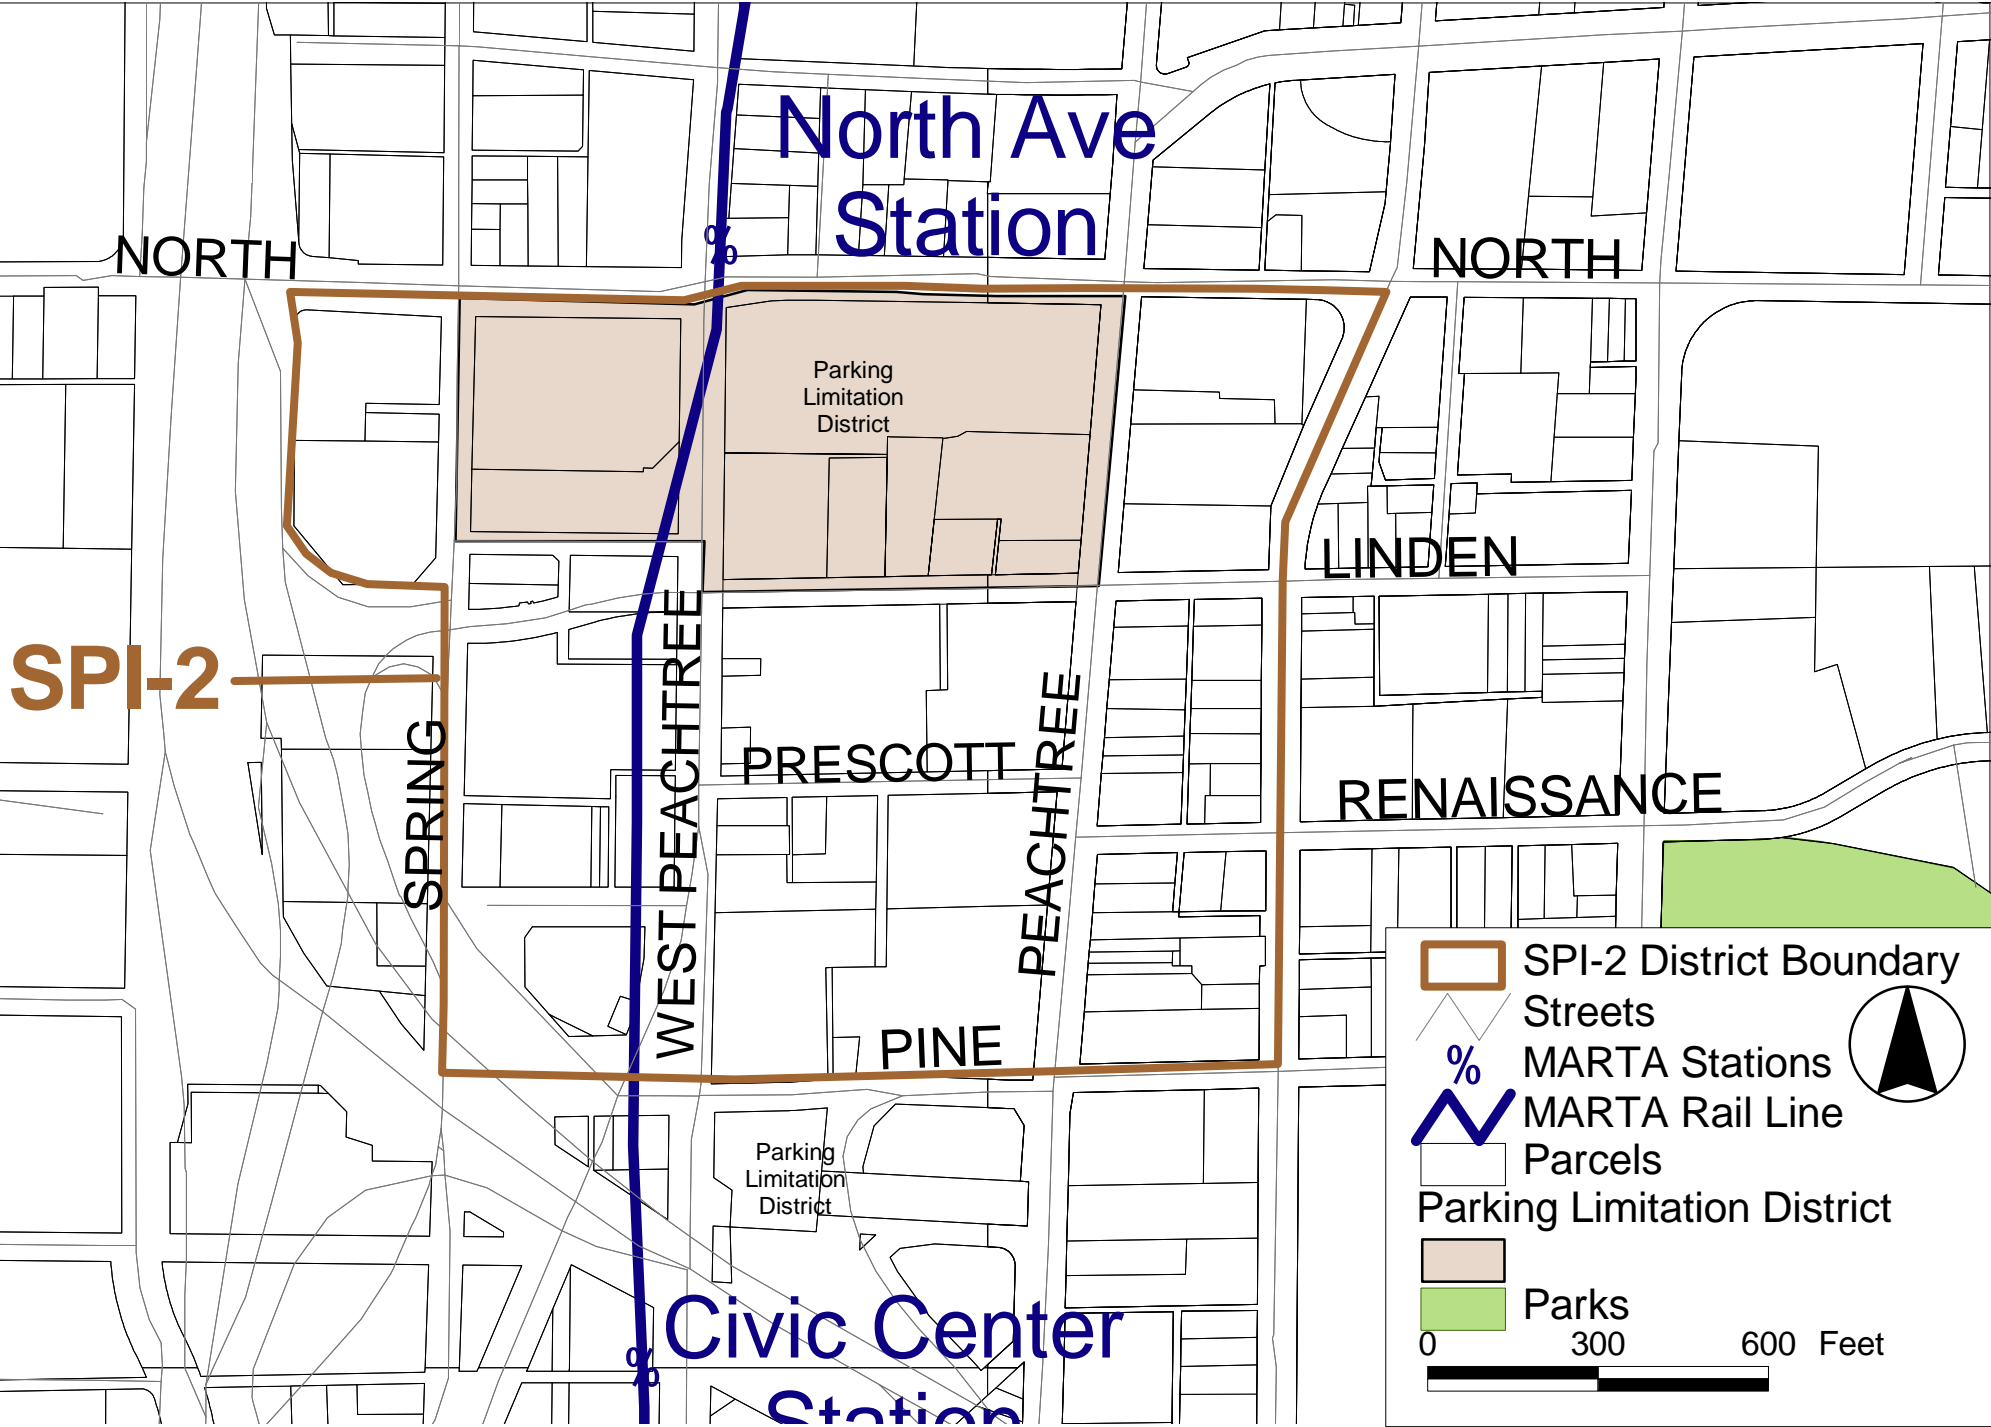 North Ave
Station
%
NORTH
NORTH
Parking
Limitation
District
LINDEN
SPI-2
SPRING
WEST PEACHTREE
PEACHTREE
PRESCOTT
RENAISSANCE
PINE
Parking
Limitation
District
Civic Center
Station
%
SPI-2 District Boundary
Streets
% MARTA Stations
MARTA Rail Line
Parcels
Parking Limitation District
Parks
0 300 600 Feet